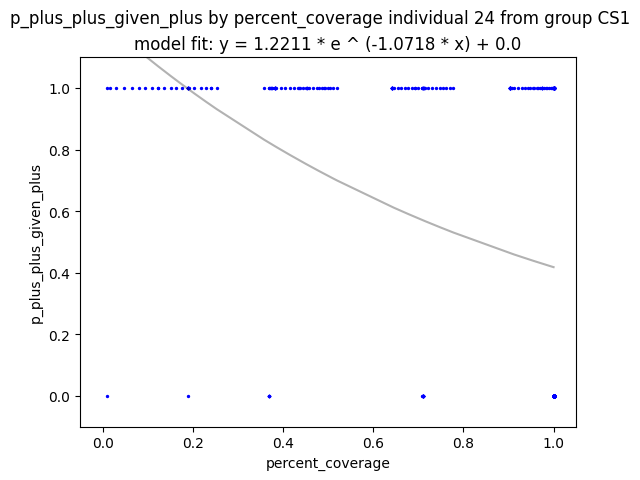 p_plus_plus_given_plus by percent_coverage individual 24 from group CS1
model fit: y = 1.2211 * e ^ (-1.0718 * x) + 0.0
1.0
0.8
0.6
0.4
0.2
0.0
p_plus_plus_given_plus
0.0 0.2 0.4 0.6 0.8 1.0
percent_coverage